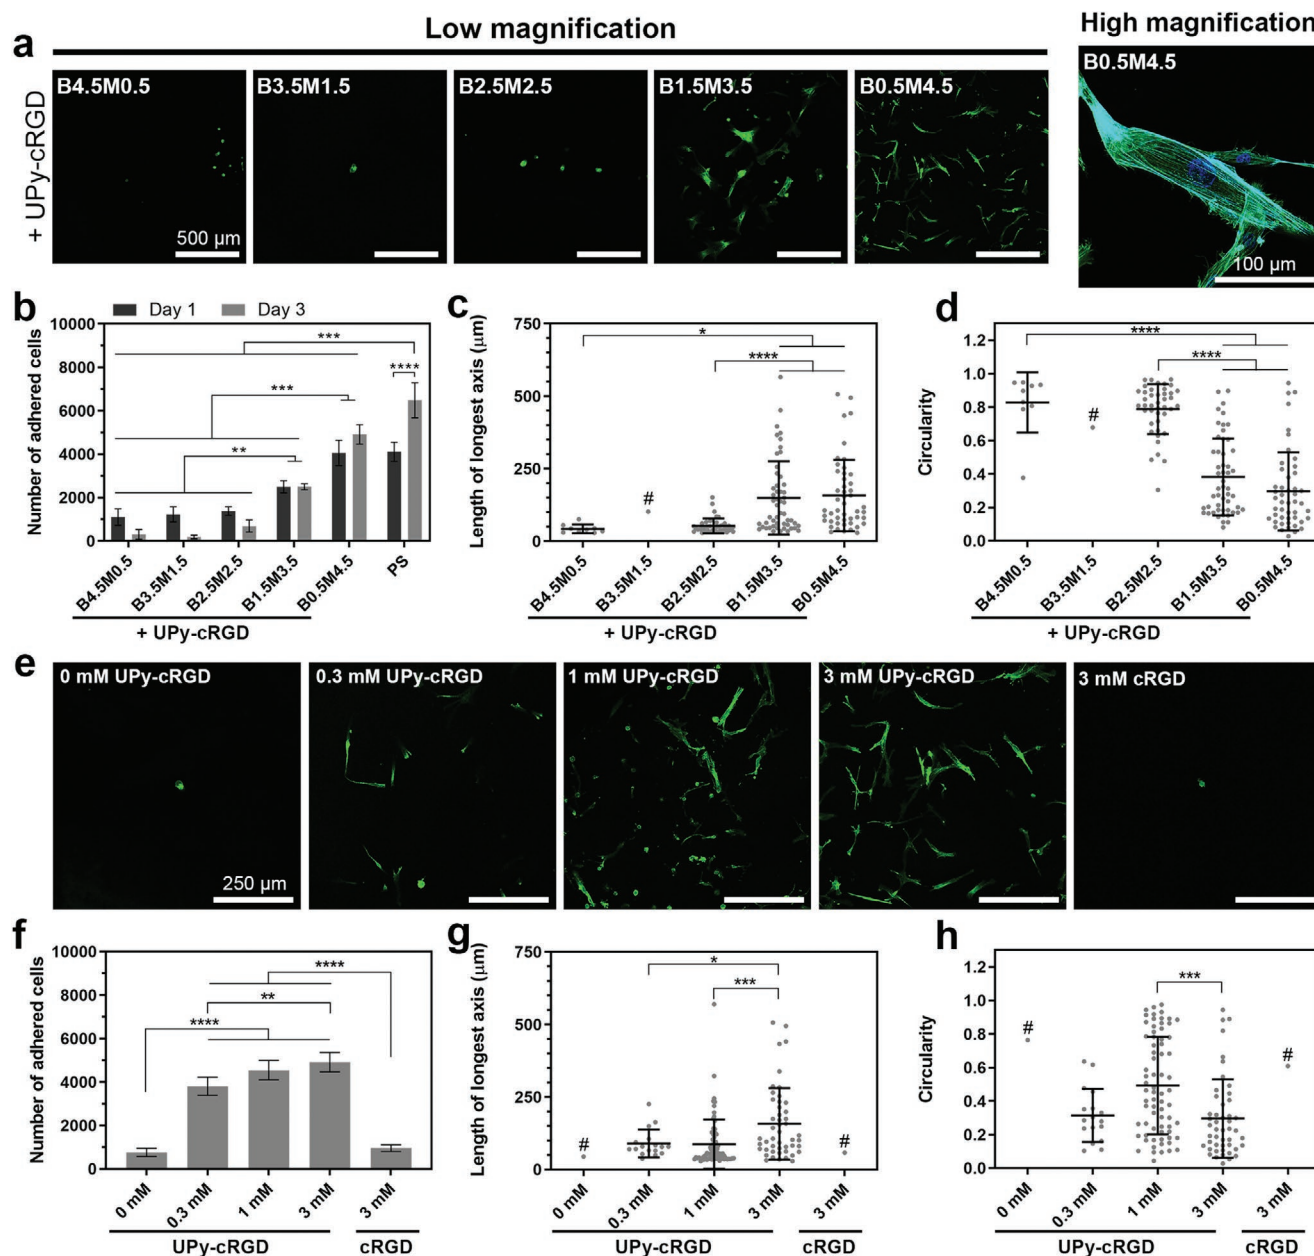 a
Low magnification
High magnification
+ UPy-cRGD
B4.5M0.5
B3.5M1.5
B2.5M2.5
B1.5M3.5
B0.5M4.5
B0.5M4.5
500 µm
100 µm
b
Day 1
Day 3
Number of adhered cells
10000
8000
6000
4000
2000
0
***
****
***
**
B4.5M0.5
B3.5M1.5
B2.5M2.5
B1.5M3.5
B0.5M4.5
PS
+ UPy-cRGD
c
Length of longest axis (µm)
750
500
250
0
*
****
#
B4.5M0.5
B3.5M1.5
B2.5M2.5
B1.5M3.5
B0.5M4.5
+ UPy-cRGD
d
Circularity
1.2
1.0
0.8
0.6
0.4
0.2
0.0
****
****
#
B4.5M0.5
B3.5M1.5
B2.5M2.5
B1.5M3.5
B0.5M4.5
+ UPy-cRGD
e
0 mM UPy-cRGD
0.3 mM UPy-cRGD
1 mM UPy-cRGD
3 mM UPy-cRGD
3 mM cRGD
250 µm
f
Number of adhered cells
10000
8000
6000
4000
2000
0
****
**
****
0 mM
0.3 mM
1 mM
3 mM
3 mM
UPy-cRGD
cRGD
g
Length of longest axis (µm)
750
500
250
0
*
***
#
#
0 mM
0.3 mM
1 mM
3 mM
3 mM
UPy-cRGD
cRGD
h
Circularity
1.2
1.0
0.8
0.6
0.4
0.2
0.0
***
#
#
0 mM
0.3 mM
1 mM
3 mM
3 mM
UPy-cRGD
cRGD